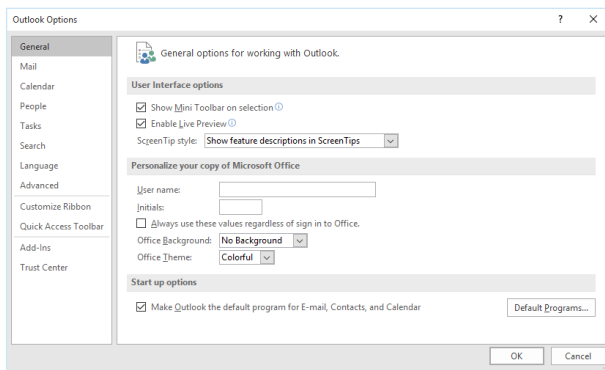 Outlook Options ? X
General
Mail
Calendar
People
Tasks
Search
Language
Advanced
Customize Ribbon
Quick Access Toolbar
Add-Ins
Trust Center
General options for working with Outlook.
User Interface options
Show Mini Toolbar on selection
Enable Live Preview
ScreenTip style: Show feature descriptions in ScreenTips
Personalize your copy of Microsoft Office
User name:
Initials:
Always use these values regardless of sign in to Office.
Office Background: No Background
Office Theme: Colorful
Start up options
Make Outlook the default program for E-mail, Contacts, and Calendar Default Programs...
OK Cancel